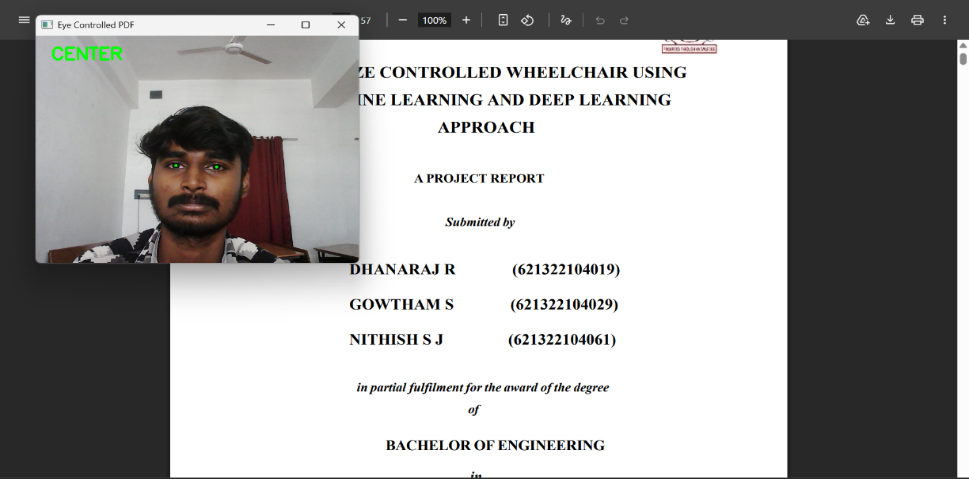 Eye Controlled PDF
57
100%
CENTER
ZE CONTROLLED WHEELCHAIR USING
INE LEARNING AND DEEP LEARNING
APPROACH
A PROJECT REPORT
Submitted by
DHANARAJ R (621322104019)
GOWTHAM S (621322104029)
NITHISH S J (621322104061)
in partial fulfilment for the award of the degree
of
BACHELOR OF ENGINEERING
in